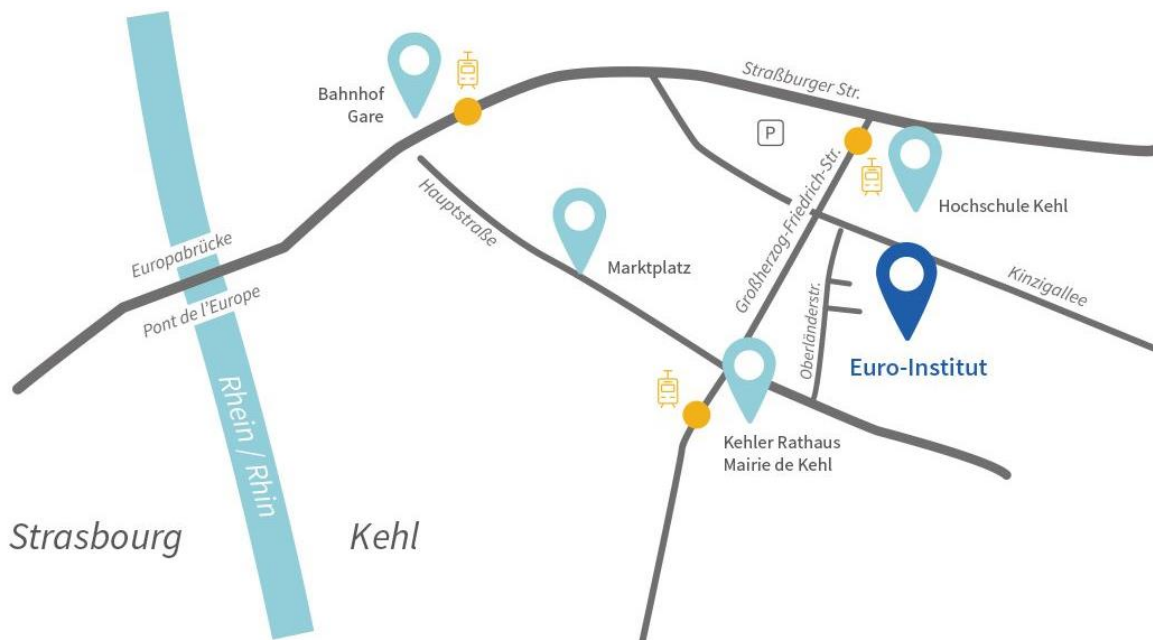 Straßburger Str.
Bahnhof
Gare
P
Hauptstraße
Großherzog-Friedrich-Str.
Hochschule Kehl
Europabrücke
Pont de l'Europe
Marktplatz
Kinzigallee
Oberländerstr.
Euro-Institut
Rhein / Rhin
Kehler Rathaus
Mairie de Kehl
Strasbourg
Kehl